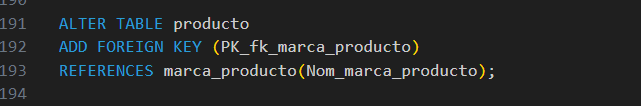 191 ALTER TABLE producto
192 ADD FOREIGN KEY (PK_fk_marca_producto)
193 REFERENCES marca_producto(Nom_marca_producto);
194